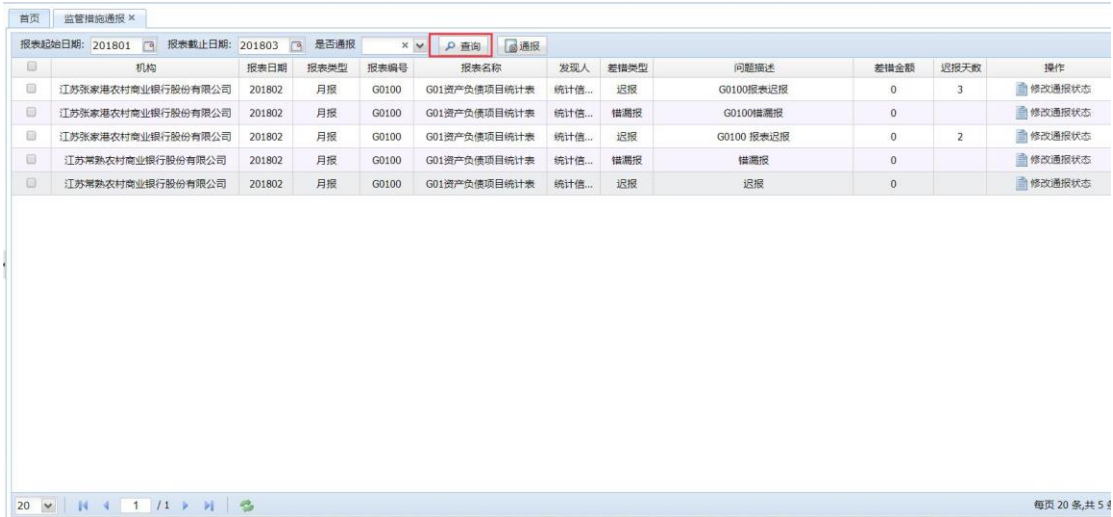 首页 监管措施通报 ×
报表起始日期: 201801 报表截止日期: 201803 是否通报 × 查询 通报
机构 报表日期 报表类型 报表编号 报表名称 发现人 差错类型 问题描述 差错金额 迟报天数 操作
江苏张家港农村商业银行股份有限公司 201802 月报 G0100 G01资产负债项目统计表 统计信... 迟报 G0100报表迟报 0 3 修改通报状态
江苏张家港农村商业银行股份有限公司 201802 月报 G0100 G01资产负债项目统计表 统计信... 错漏报 G0100错漏报 0 修改通报状态
江苏张家港农村商业银行股份有限公司 201802 月报 G0100 G01资产负债项目统计表 统计信... 迟报 G0100 报表迟报 0 2 修改通报状态
江苏常熟农村商业银行股份有限公司 201802 月报 G0100 G01资产负债项目统计表 统计信... 错漏报 错漏报 0 修改通报状态
江苏常熟农村商业银行股份有限公司 201802 月报 G0100 G01资产负债项目统计表 统计信... 迟报 迟报 0 修改通报状态
20 1 /1 每页 20 条,共 5